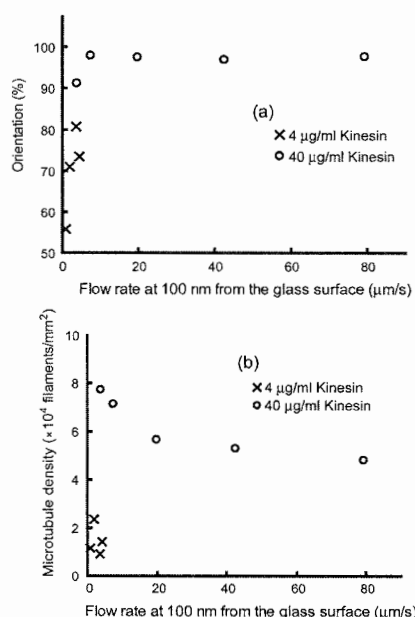 100
90
80
70
60
50
Orientation (%)
(a)
× 4 μg/ml Kinesin
○ 40 μg/ml Kinesin
0 20 40 60 80
Flow rate at 100 nm from the glass surface (μm/s)
10
8
6
4
2
0
Microtubule density (×10⁴ filaments/mm²)
(b)
× 4 μg/ml Kinesin
○ 40 μg/ml Kinesin
0 20 40 60 80
Flow rate at 100 nm from the glass surface (μm/s)